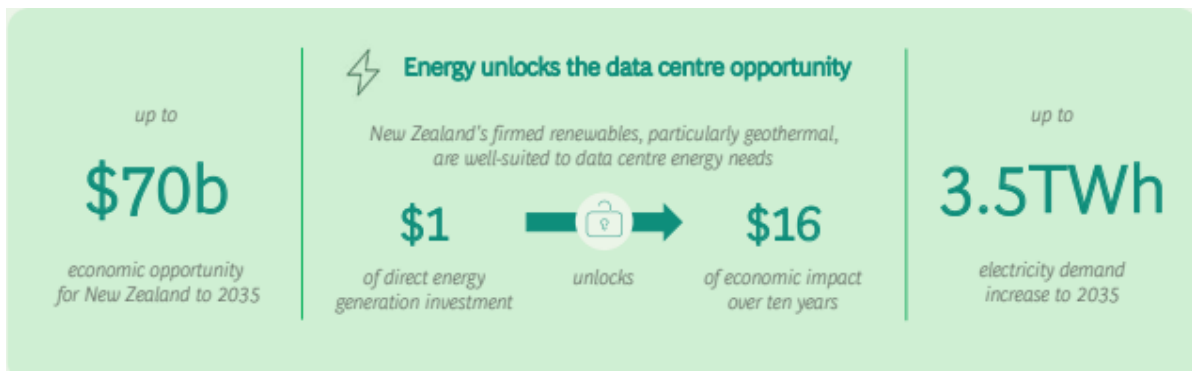 up to
$70b
economic opportunity
for New Zealand to 2035
Energy unlocks the data centre opportunity
New Zealand's firmed renewables, particularly geothermal,
are well-suited to data centre energy needs
$1
of direct energy
generation investment
unlocks
$16
of economic impact
over ten years
up to
3.5TWh
electricity demand
increase to 2035